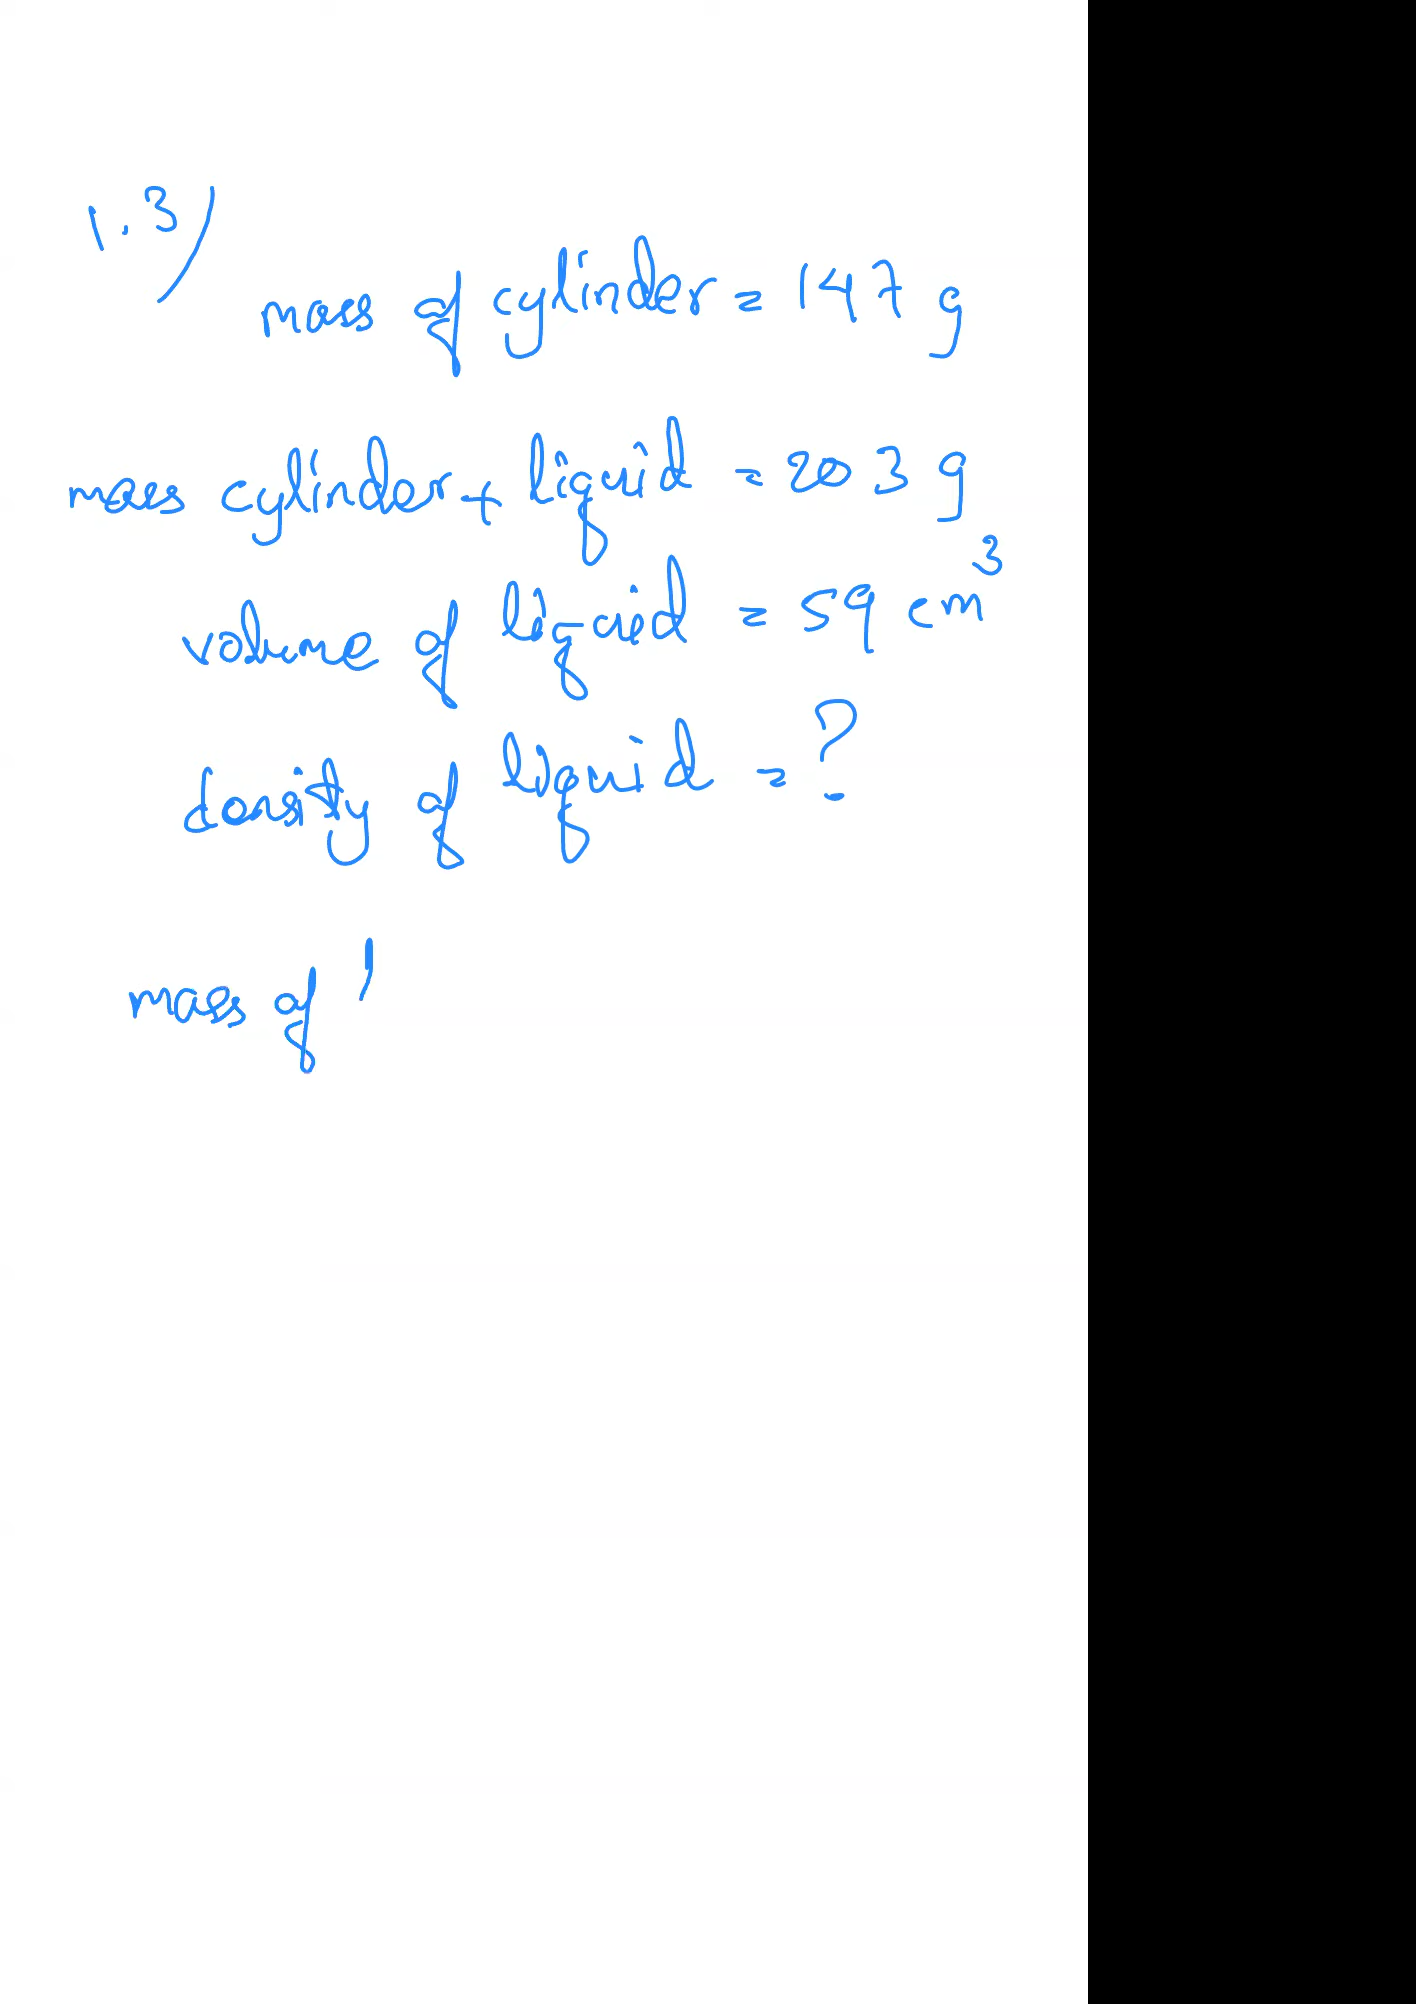 1.3/
mass of cylinder = 147 g
mass cylinder + liquid = 203 g
volume of liquid = 59 cm³
density of liquid = ?
mass of l